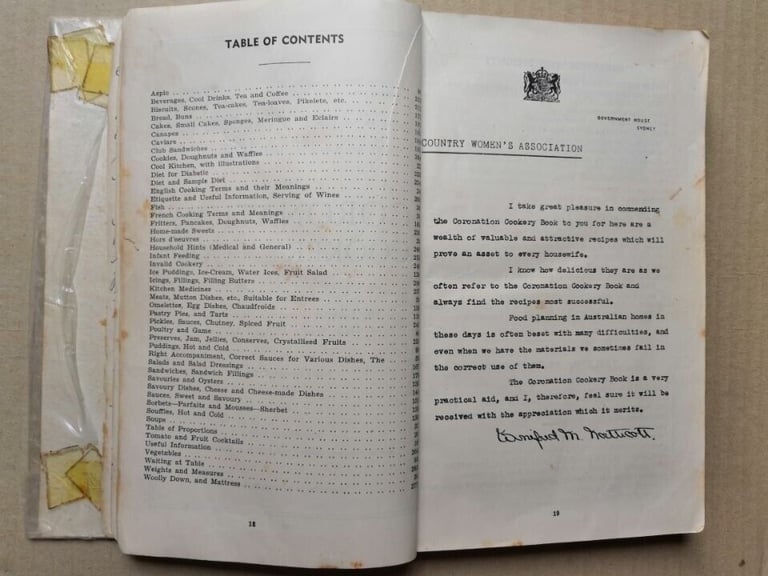 TABLE OF CONTENTS
Aspic
Beverages, Cool Drinks, Tea and Coffee
Biscuits, Scones, Tea-cakes, Tea-loaves, Pikelets, etc.
Bread, Buns
Cakes, Small Cakes, Sponges, Meringue and Eclairs
Canapes
Caviare
Club Sandwiches
Cookies, Doughnuts and Waffles
Cool Kitchen, with illustrations
Diet for Diabetic
Diet and Sample Diet
English Cooking Terms and their Meanings
Etiquette and Useful Information, Serving of Wines
Fish
French Cooking Terms and Meanings
Fritters, Pancakes, Doughnuts, Waffles
Home-made Sweets
Hors d'oeuvres
Household Hints (Medical and General)
Infant Feeding
Invalid Cookery
Ice Puddings, Ice-Cream, Water Ices, Fruit Salad
Icings, Fillings, Filling Butters
Kitchen Medicines
Meats, Mutton Dishes, etc., Suitable for Entrees
Omelettes, Egg Dishes, Chaudfroids
Pastry Pies, and Tarts
Pickles, Sauces, Chutney, Spiced Fruit
Poultry and Game
Preserves, Jam, Jellies, Conserves, Crystallised Fruits
Puddings, Hot and Cold
Right Accompaniment, Correct Sauces for Various Dishes, The
Salads and Salad Dressings
Sandwiches, Sandwich Fillings
Savouries and Oysters
Savoury Dishes, Cheese and Cheese-made Dishes
Sauces, Sweet and Savoury
Sorbets—Parfaits and Mousses—Sherbet
Souffles, Hot and Cold
Soups
Table of Proportions
Tomato and Fruit Cocktails
Useful Information
Vegetables
Waiting at Table
Weights and Measures
Woolly Down, and Mattress
18
GOVERNMENT HOUSE
SYDNEY
COUNTRY WOMEN'S ASSOCIATION
I take great pleasure in commending
the Coronation Cookery Book to you for here are a
wealth of valuable and attractive recipes which will
prove an asset to every housewife.
I know how delicious they are as we
often refer to the Coronation Cookery Book and
always find the recipes most successful.
Food planning in Australian homes in
these days is often beset with many difficulties, and
even when we have the materials we sometimes fail in
the correct use of them.
The Coronation Cookery Book is a very
practical aid, and I, therefore, feel sure it will be
received with the appreciation which it merits.
M. Northcott.
19